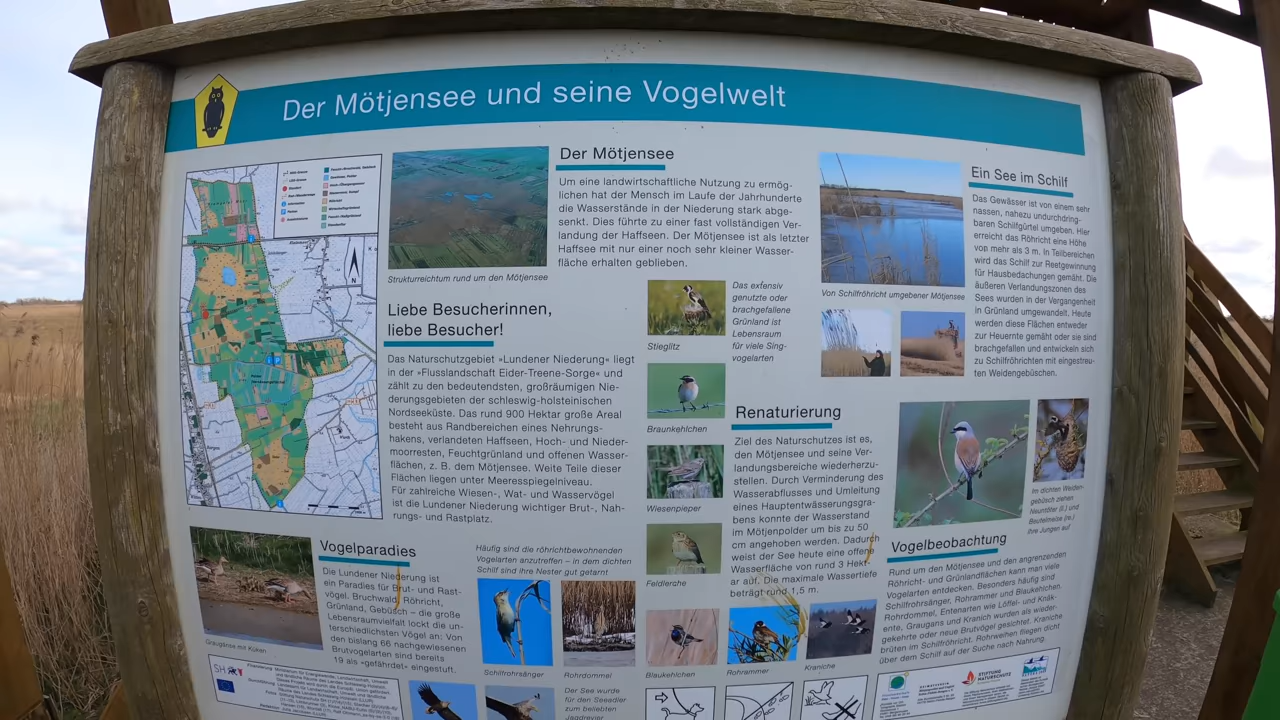 Der Mötjensee und seine Vogelwelt
Strukturreichtum rund um den Mötjensee
Liebe Besucherinnen,
liebe Besucher!
Das Naturschutzgebiet »Lundener Niederung« liegt
in der »Flusslandschaft Eider-Treene-Sorge« und
zählt zu den bedeutendsten, großräumigen Nie-
derungsgebieten der schleswig-holsteinischen
Nordseeküste. Das rund 900 Hektar große Areal
besteht aus Randbereichen eines Nehrungs-
hakens, verlandeten Haffseen, Hoch- und Nieder-
moorresten, Feuchtgrünland und offenen Wasser-
flächen, z. B. dem Mötjensee. Weite Teile dieser
Flächen liegen unter Meeresspiegelniveau.
Für zahlreiche Wiesen-, Wat- und Wasservögel
ist die Lundener Niederung wichtiger Brut-, Nah-
rungs- und Rastplatz.
Der Mötjensee
Um eine landwirtschaftliche Nutzung zu ermög-
lichen hat der Mensch im Laufe der Jahrhunderte
die Wasserstände in der Niederung stark abge-
senkt. Dies führte zu einer fast vollständigen Ver-
landung der Haffseen. Der Mötjensee ist als letzter
Haffsee mit nur einer noch sehr kleiner Wasser-
fläche erhalten geblieben.
Stieglitz
Das extensiv
genutzte oder
brachgefallene
Grünland ist
Lebensraum
für viele Sing-
vogelarten
Braunkehlchen
Wiesenpieper
Feldlerche
Von Schilfröhricht umgebener Mötjensee
Ein See im Schilf
Das Gewässer ist von einem sehr
nassen, nahezu undurchdring-
baren Schilfgürtel umgeben. Hier
erreicht das Röhricht eine Höhe
von mehr als 3 m. In Teilbereichen
wird das Schilf zur Reetgewinnung
für Hausbedachungen gemäht. Die
äußeren Verlandungszonen des
Sees wurden in der Vergangenheit
in Grünland umgewandelt. Heute
werden diese Flächen entweder
zur Heuernte gemäht oder sie sind
brachgefallen und entwickeln sich
zu Schilfröhrichten mit eingestreu-
ten Weidengebüschen.
Renaturierung
Ziel des Naturschutzes ist es,
den Mötjensee und seine Ver-
landungsbereiche wiederherzu-
stellen. Durch Verminderung des
Wasserabflusses und Umleitung
eines Hauptentwässerungsgra-
bens konnte der Wasserstand
im Mötjenpolder um bis zu 50
cm angehoben werden. Dadurch
weist der See heute eine offene
Wasserfläche von rund 3 Hekt-
ar auf. Die maximale Wassertiefe
beträgt rund 1,5 m.
Im dichten Weiden-
gebüsch ziehen
Neuntöter (li.) und
Beutelmeise (re.)
ihre Jungen auf
Graugänse mit Küken
Vogelparadies
Die Lundener Niederung ist
ein Paradies für Brut- und Rast-
vögel. Bruchwald, Röhricht,
Grünland, Gebüsch – die große
Lebensraumvielfalt lockt die un-
terschiedlichsten Vögel an: Von
den bislang 66 nachgewiesenen
Brutvogelarten sind bereits
19 als »gefährdet« eingestuft.
Häufig sind die röhrichtbewohnenden
Vogelarten anzutreffen – in dem dichten
Schilf sind ihre Nester gut getarnt
Schilfrohrsänger
Rohrdommel
Blaukehlchen
Rohrammer
Kraniche
Vogelbeobachtung
Rund um den Mötjensee und den angrenzenden
Röhricht- und Grünlandflächen kann man viele
Vogelarten entdecken. Besonders häufig sind
Schilfrohrsänger, Rohrammer und Blaukehlchen.
Rohrdommel, Entenarten wie Löffel- und Knäk-
ente, Graugans und Kranich wurden als wieder-
gekehrte oder neue Brutvogel gesichtet. Kraniche
brüten im Schilfröhricht. Rohrweihen fliegen dicht
über dem Schilf auf der Suche nach Nahrung.
Der See wurde
für den Seeadler
zum beliebten
Jagdrevier
SH
STIFTUNG
NATURSCHUTZ